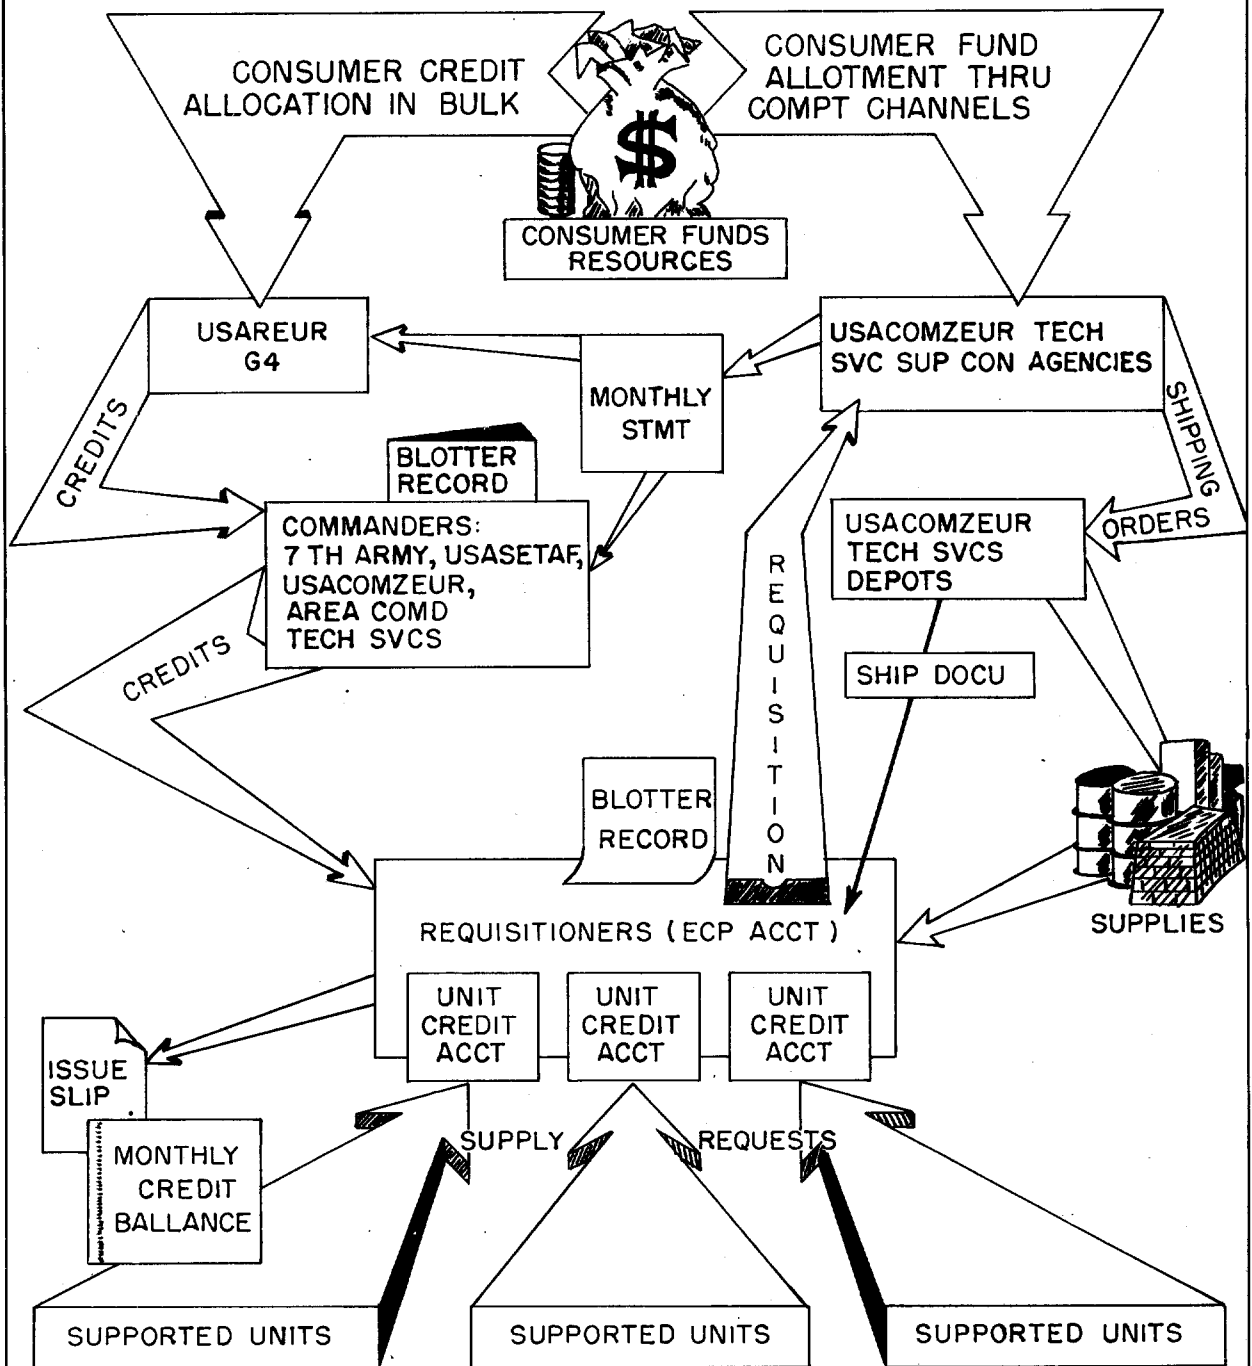 CONSUMER CREDIT
ALLOCATION IN BULK
CONSUMER FUND
ALLOTMENT THRU
COMPT CHANNELS
$
CONSUMER FUNDS
RESOURCES
USAREUR
G4
MONTHLY
STMT
USACOMZEUR TECH
SVC SUP CON AGENCIES
CREDITS
SHIPPING
ORDERS
BLOTTER
RECORD
COMMANDERS:
7 TH ARMY, USASETAF,
USACOMZEUR,
AREA COMD
TECH SVCS
USACOMZEUR
TECH SVCS
DEPOTS
CREDITS
REQUISITION
SHIP DOCU
BLOTTER
RECORD
SUPPLIES
REQUISITIONERS (ECP ACCT)
UNIT
CREDIT
ACCT
UNIT
CREDIT
ACCT
UNIT
CREDIT
ACCT
ISSUE
SLIP
MONTHLY
CREDIT
BALLANCE
SUPPLY REQUESTS
SUPPORTED UNITS
SUPPORTED UNITS
SUPPORTED UNITS